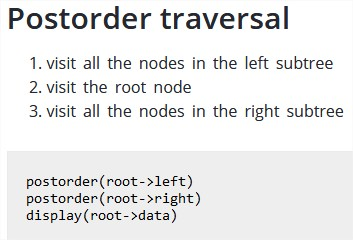 Postorder traversal
1. visit all the nodes in the left subtree
2. visit the root node
3. visit all the nodes in the right subtree
postorder(root->left)
postorder(root->right)
display(root->data)